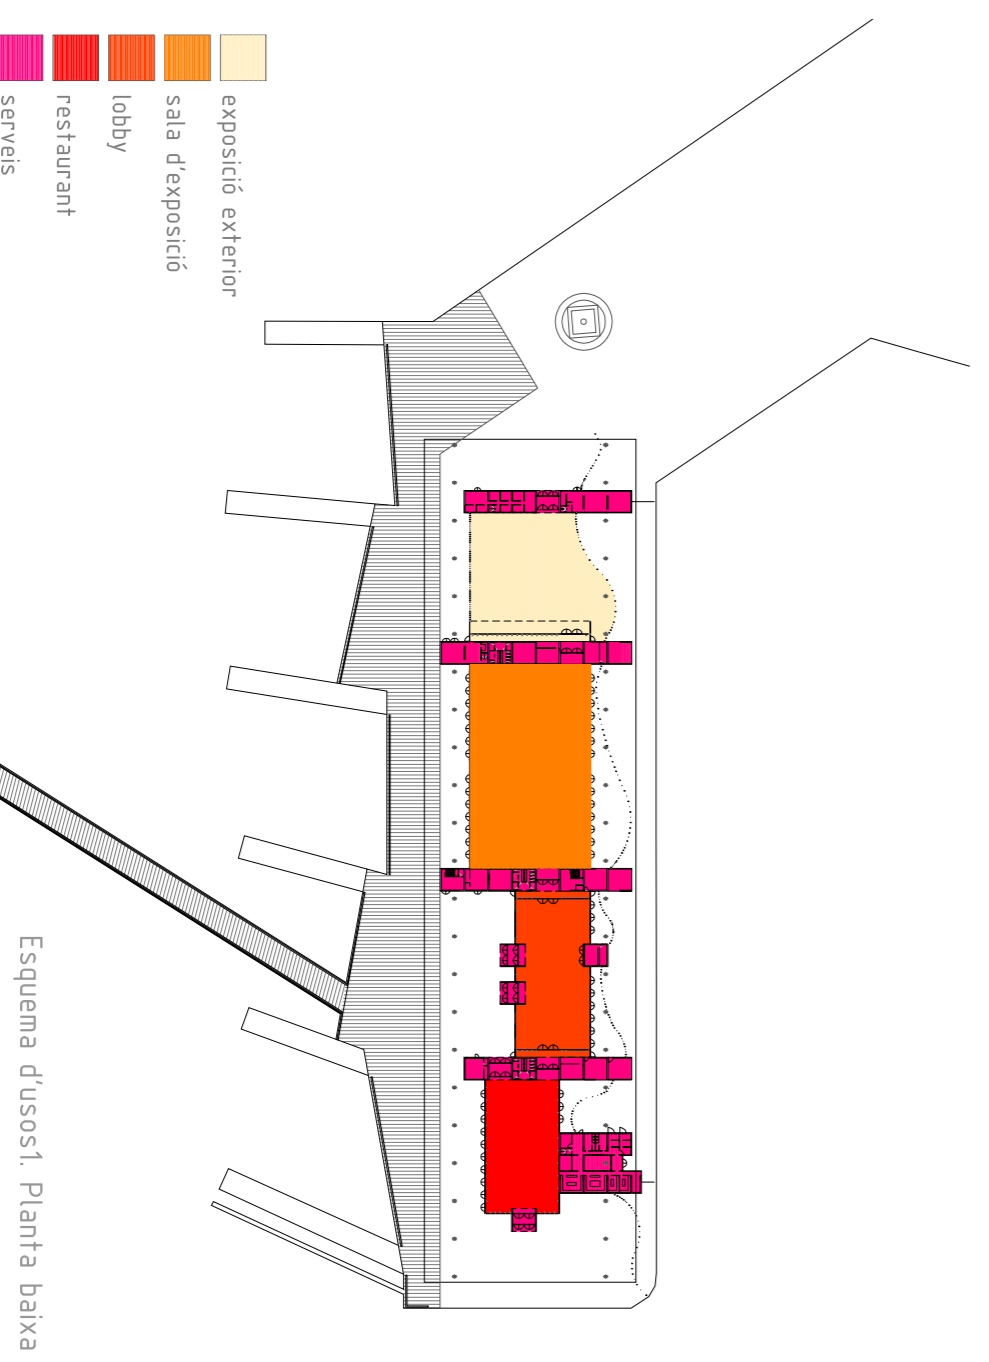 exposició exterior
sala d'exposició
lobby
restaurant
serveis
Esquema d'usos1. Planta baixa